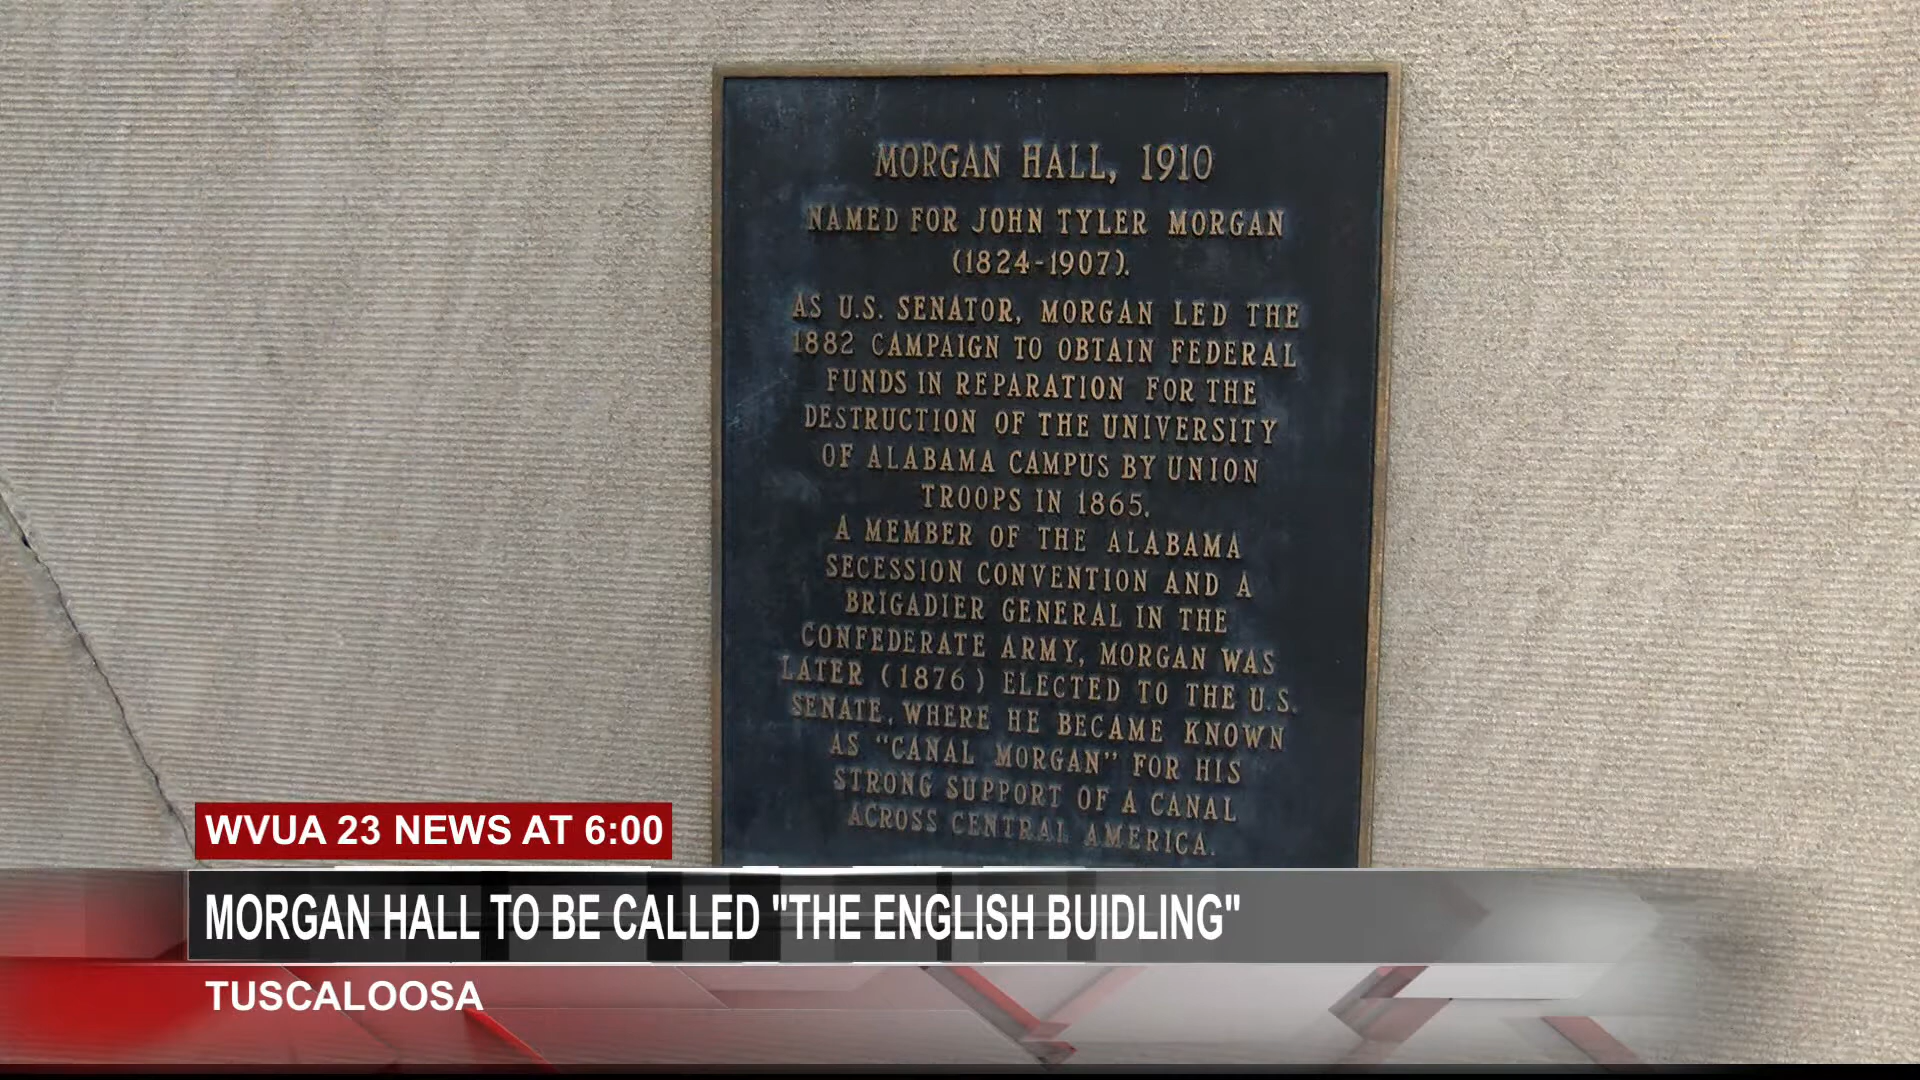 MORGAN HALL, 1910
NAMED FOR JOHN TYLER MORGAN
(1824-1907).
AS U.S. SENATOR, MORGAN LED THE
1882 CAMPAIGN TO OBTAIN FEDERAL
FUNDS IN REPARATION FOR THE
DESTRUCTION OF THE UNIVERSITY
OF ALABAMA CAMPUS BY UNION
TROOPS IN 1865.
A MEMBER OF THE ALABAMA
SECESSION CONVENTION AND A
BRIGADIER GENERAL IN THE
CONFEDERATE ARMY, MORGAN WAS
LATER (1876) ELECTED TO THE U.S.
SENATE, WHERE HE BECAME KNOWN
AS "CANAL MORGAN" FOR HIS
STRONG SUPPORT OF A CANAL
ACROSS CENTRAL AMERICA.
WVUA 23 NEWS AT 6:00
MORGAN HALL TO BE CALLED "THE ENGLISH BUIDLING"
TUSCALOOSA